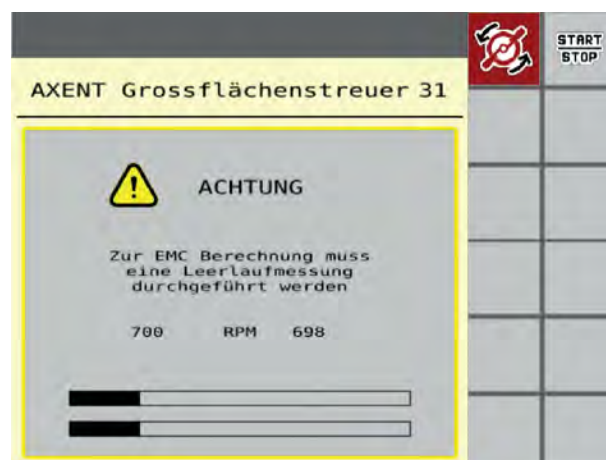 START
STOP
AXENT Grossflächenstreuer 31
ACHTUNG
Zur EMC Berechnung muss
eine Leerlaufmessung
durchgeführt werden
700 RPM 698